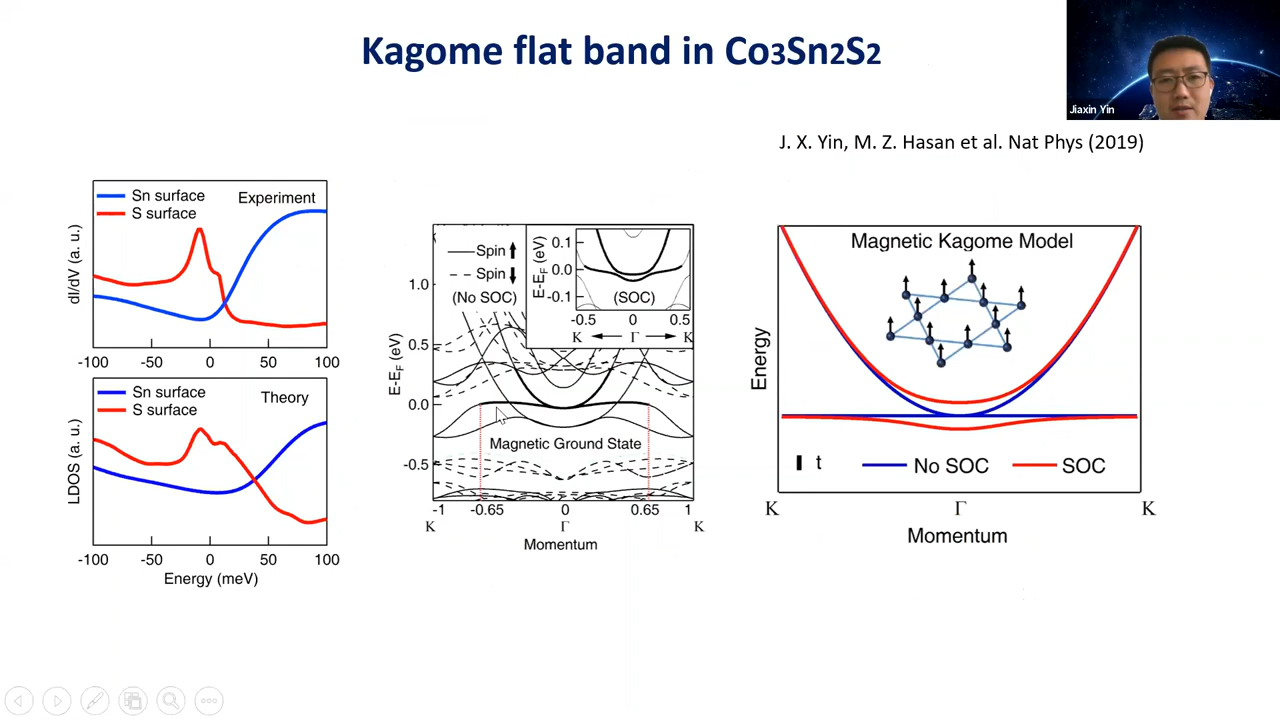 Kagome flat band in Co3Sn2S2
Jiaxin Yin
J. X. Yin, M. Z. Hasan et al. Nat Phys (2019)
Sn surface
S surface
Experiment
dI/dV (a. u.)
-100 -50 0 50 100
Sn surface
S surface
Theory
LDOS (a. u.)
-100 -50 0 50 100
Energy (meV)
Spin
Spin
(No SOC)
E-EF (eV)
0.1
0.0
-0.1
(SOC)
-0.5 0 0.5
K Γ K
E-EF (eV)
1.0
0.5
0.0
-0.5
Magnetic Ground State
-1 -0.65 0 0.65 1
K Γ K
Momentum
Magnetic Kagome Model
Energy
t
No SOC
SOC
K Γ K
Momentum